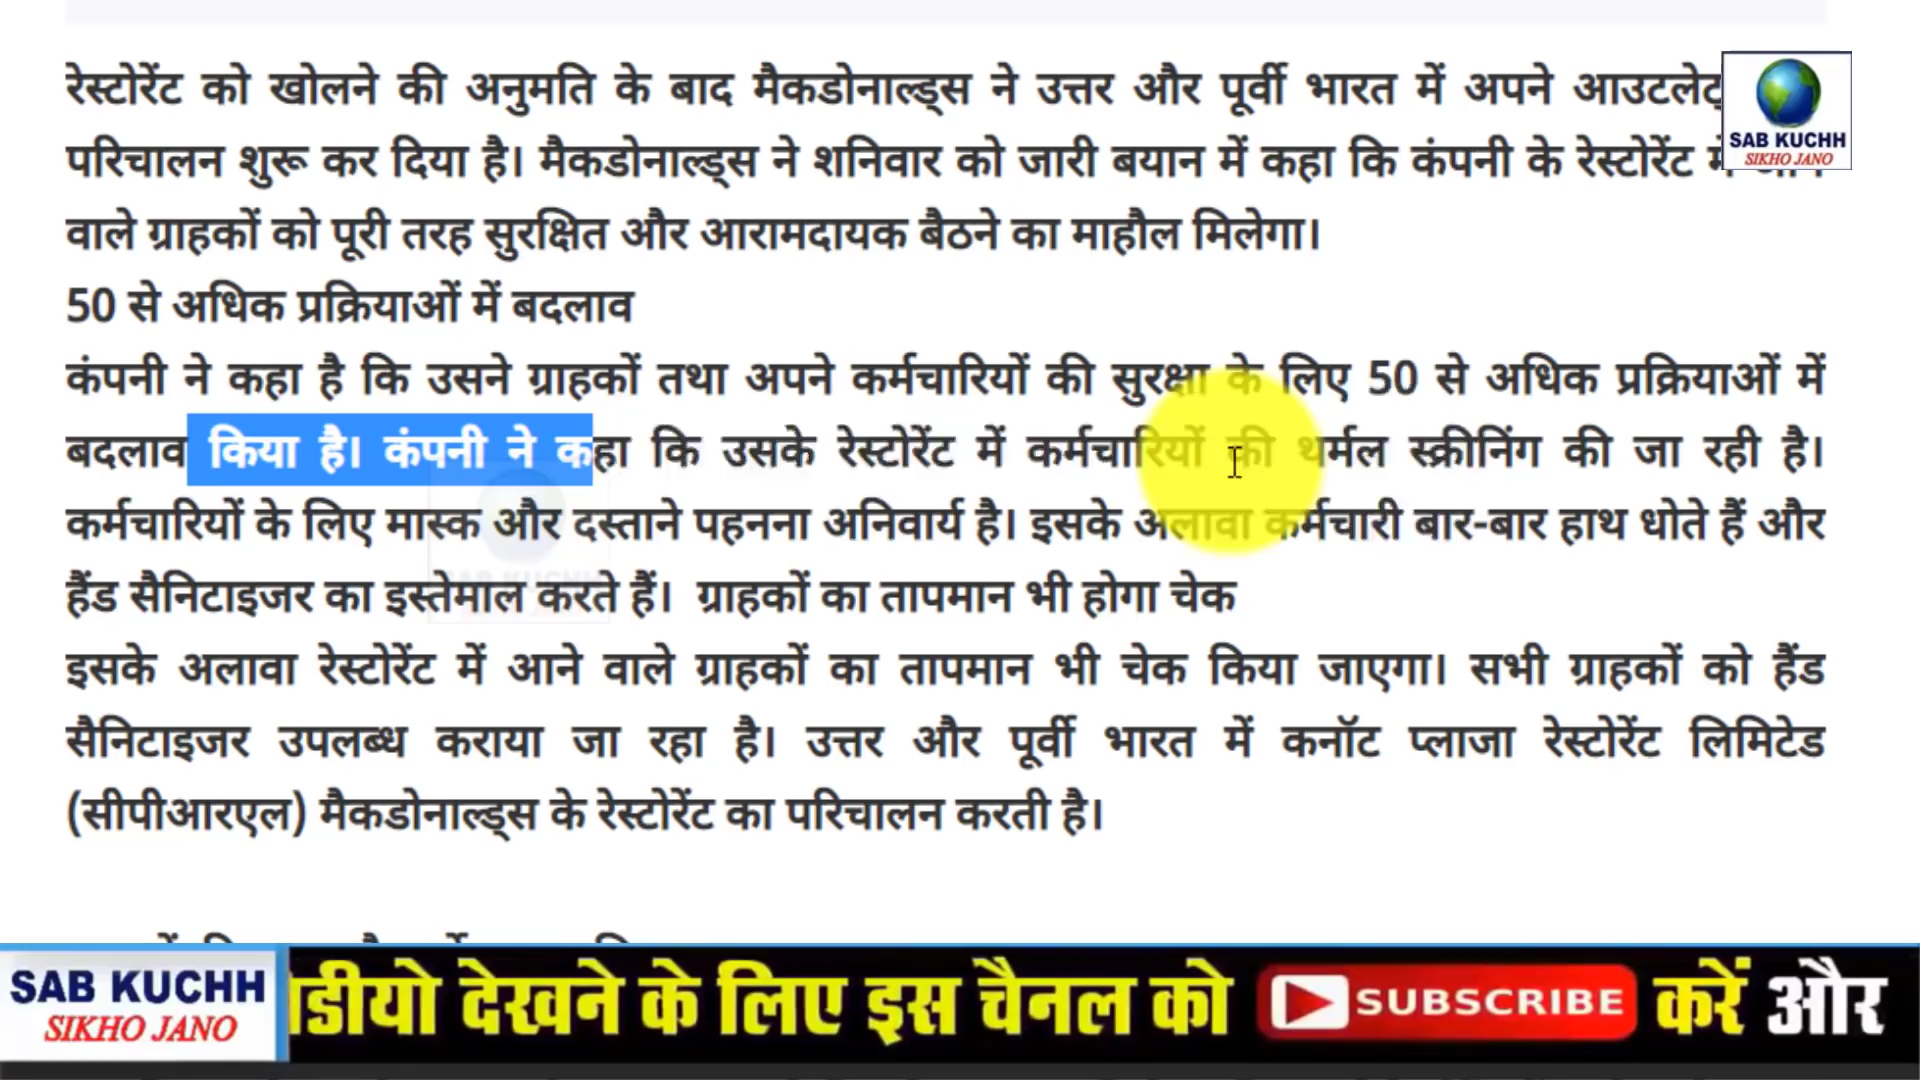 रेस्टोरेंट को खोलने की अनुमति के बाद मैकडोनाल्ड्स ने उत्तर और पूर्वी भारत में अपने
परिचालन शुरू कर दिया है। मैकडोनाल्ड्स ने शनिवार को जारी बयान में कहा कि कंपनी के रेस्टोरेंट
वाले ग्राहकों को पूरी तरह सुरक्षित और आरामदायक बैठने का माहौल मिलेगा।
50 से अधिक प्रक्रियाओं में बदलाव
कंपनी ने कहा है कि उसने ग्राहकों तथा अपने कर्मचारियों की सुरक्षा के लिए 50 से अधिक प्रक्रियाओं में
बदलाव किया है। कंपनी ने कहा कि उसके रेस्टोरेंट में कर्मचारियों की थर्मल स्क्रीनिंग की जा रही है।
कर्मचारियों के लिए मास्क और दस्ताने पहनना अनिवार्य है। इसके अलावा कर्मचारी बार-बार हाथ धोते हैं और
हैंड सैनिटाइजर का इस्तेमाल करते हैं। ग्राहकों का तापमान भी होगा चेक
इसके अलावा रेस्टोरेंट में आने वाले ग्राहकों का तापमान भी चेक किया जाएगा। सभी ग्राहकों को हैंड
सैनिटाइजर उपलब्ध कराया जा रहा है। उत्तर और पूर्वी भारत में कनॉट प्लाजा रेस्टोरेंट लिमिटेड
(सीपीआरएल) मैकडोनाल्ड्स के रेस्टोरेंट का परिचालन करती है।
SAB KUCHH
SIKHO JANO
SAB KUCHH
SIKHO JANO
देखने के लिए इस चैनल को SUBSCRIBE करें और